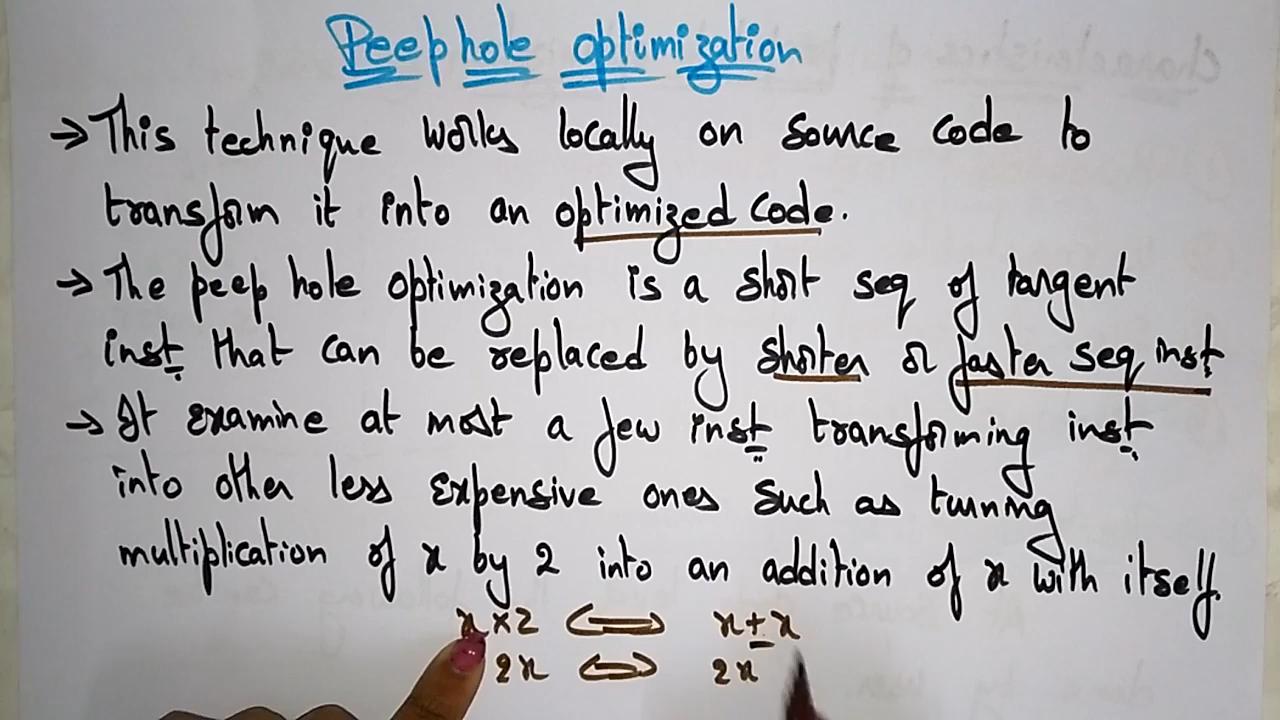 Peep hole optimization
→ This technique works locally on source code to
transform it into an optimized code.
→ The peep hole optimization is a short seq of tangent
inst that can be replaced by shorter or faster seq inst
→ It examine at most a few inst transforming inst
into other less expensive ones such as turning
multiplication of x by 2 into an addition of x with itself.
x×2 ⟺ x+x
2x ⟺ 2x